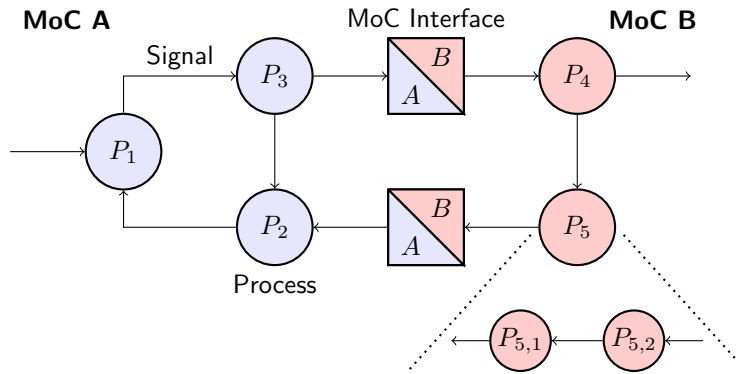 MoC A
MoC Interface
MoC B
Signal
P3
B
A
P4
P1
P2
B
A
P5
Process
P5,1
P5,2